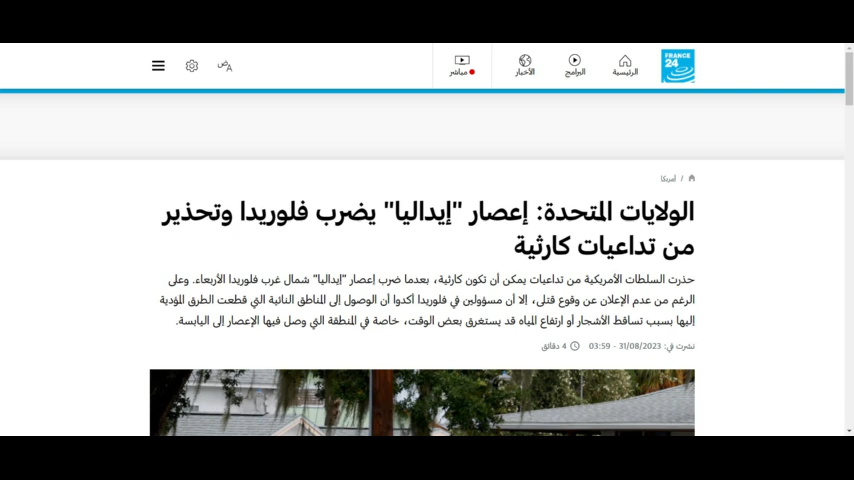 FRANCE
24
الرئيسية
البرامج
الأخبار
مباشر
أمريكا /
الولايات المتحدة: إعصار "إيداليا" يضرب فلوريدا وتحذير
من تداعيات كارثية
حذرت السلطات الأمريكية من تداعيات يمكن أن تكون كارثية، بعدما ضرب إعصار "إيداليا" شمال غرب فلوريدا الأربعاء. وعلى
الرغم من عدم الإعلان عن وقوع قتلى، إلا أن مسؤولين في فلوريدا أكدوا أن الوصول إلى المناطق النائية التي قطعت الطرق المؤدية
إليها بسبب تساقط الأشجار أو ارتفاع المياه قد يستغرق بعض الوقت، خاصة في المنطقة التي وصل فيها الإعصار إلى اليابسة.
نشرت في: 31/08/2023 - 03:59 4 دقائق